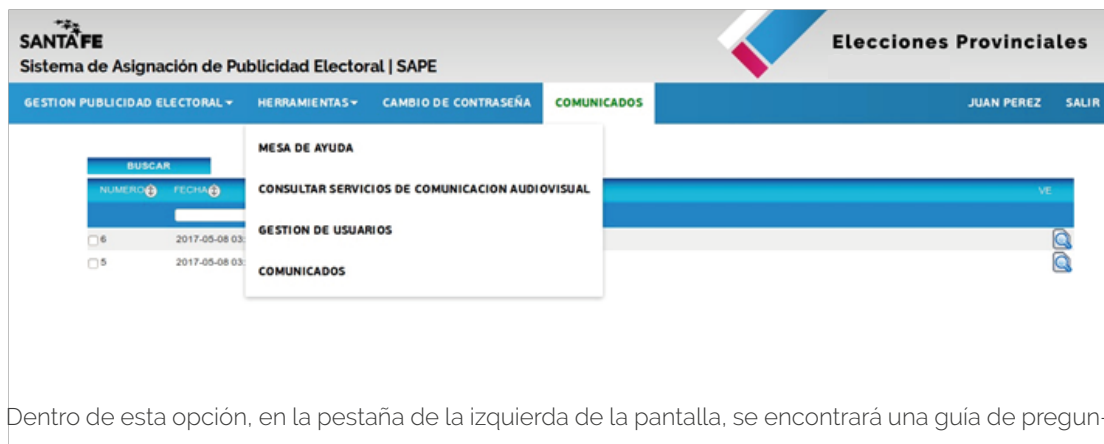 SANTA FE
Elecciones Provinciales
Sistema de Asignación de Publicidad Electoral | SAPE
GESTION PUBLICIDAD ELECTORAL HERRAMIENTAS CAMBIO DE CONTRASEÑA COMUNICADOS JUAN PEREZ SALIR
MESA DE AYUDA
BUSCAR
NUMERO FECHA CONSULTAR SERVICIOS DE COMUNICACION AUDIOVISUAL VE
GESTION DE USUARIOS
6 2017-05-08 03:
5 2017-05-08 03:
COMUNICADOS
Dentro de esta opción, en la pestaña de la izquierda de la pantalla, se encontrará una guía de pregun-